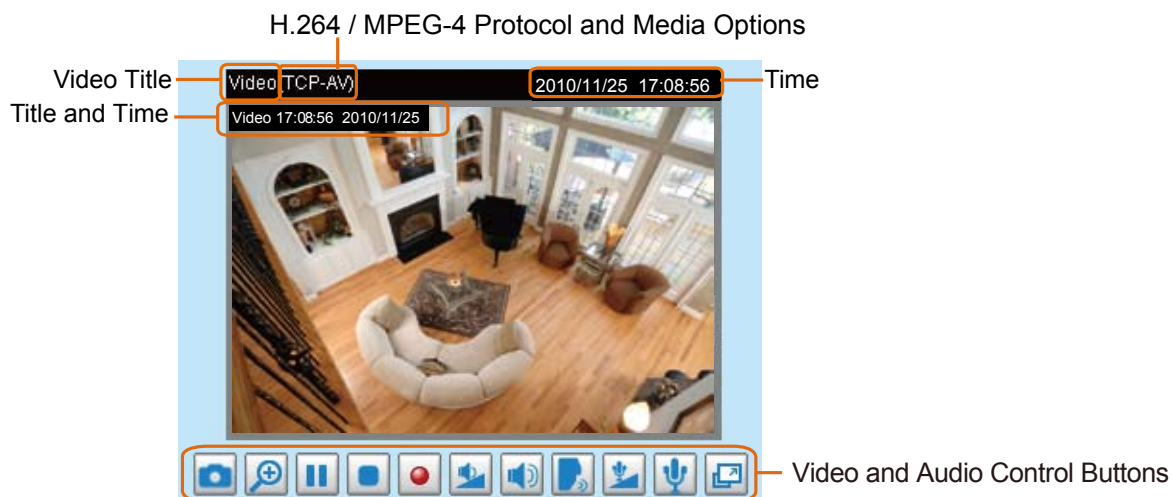 H.264 / MPEG-4 Protocol and Media Options
Video Title
Video (TCP-AV)
2010/11/25 17:08:56
Time
Title and Time
Video 17:08:56 2010/11/25
Video and Audio Control Buttons